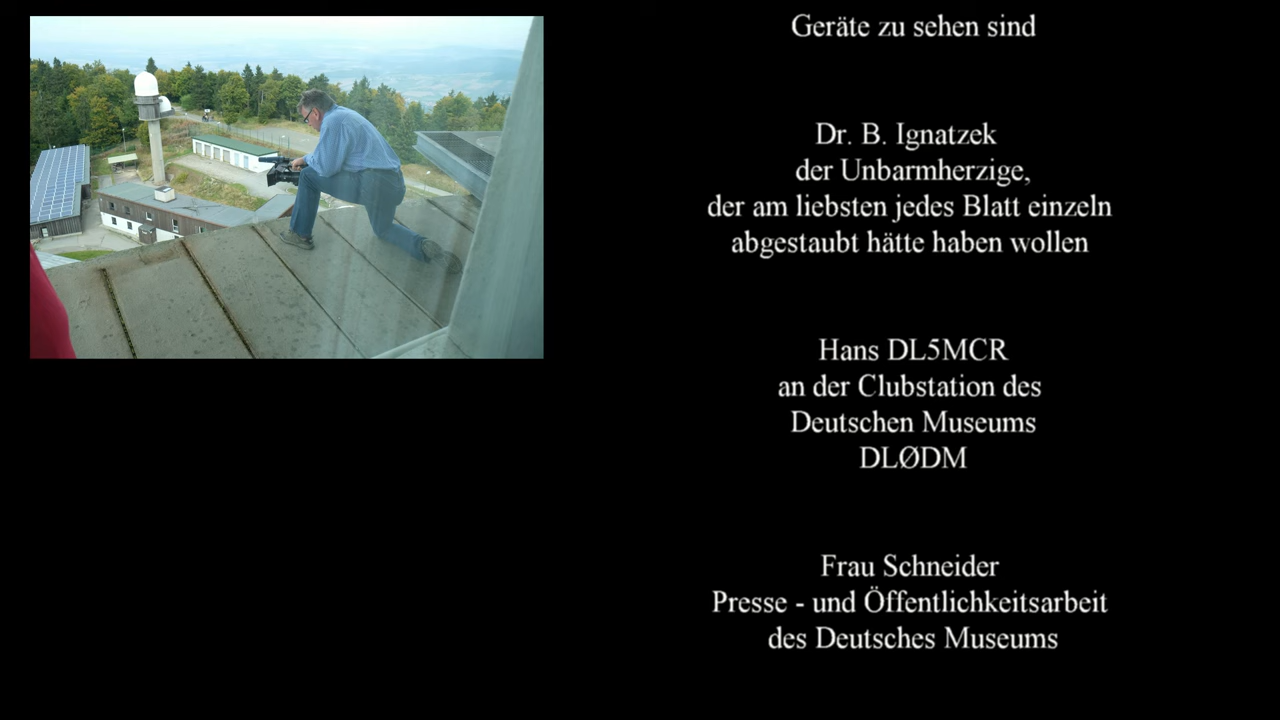 Geräte zu sehen sind
Dr. B. Ignatzek
der Unbarmherzige,
der am liebsten jedes Blatt einzeln
abgestaubt hätte haben wollen
Hans DL5MCR
an der Clubstation des
Deutschen Museums
DLØDM
Frau Schneider
Presse - und Öffentlichkeitsarbeit
des Deutsches Museums